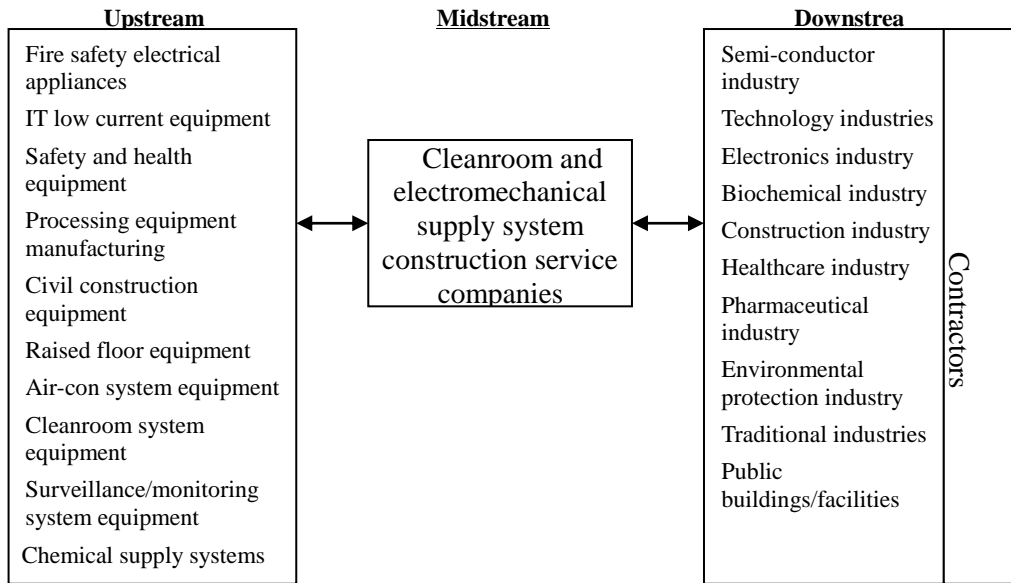 Upstream
Midstream
Downstrea
Fire safety electrical
appliances
IT low current equipment
Safety and health
equipment
Processing equipment
manufacturing
Civil construction
equipment
Raised floor equipment
Air-con system equipment
Cleanroom system
equipment
Surveillance/monitoring
system equipment
Chemical supply systems
Cleanroom and
electromechanical
supply system
construction service
companies
Semi-conductor
industry
Technology industries
Electronics industry
Biochemical industry
Construction industry
Healthcare industry
Pharmaceutical
industry
Environmental
protection industry
Traditional industries
Public
buildings/facilities
Contractors